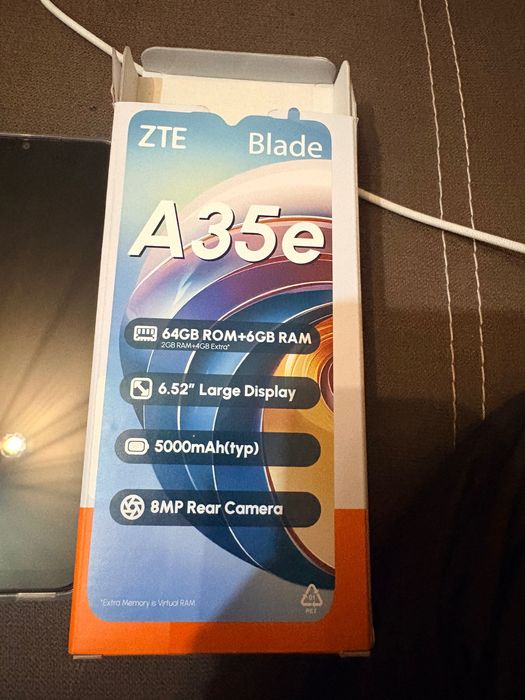 ZTE Blade
A35e
64GB ROM+6GB RAM
2GB RAM+4GB Extra*
6.52" Large Display
5000mAh(typ)
8MP Rear Camera
*Extra Memory is Virtual RAM
01
PET